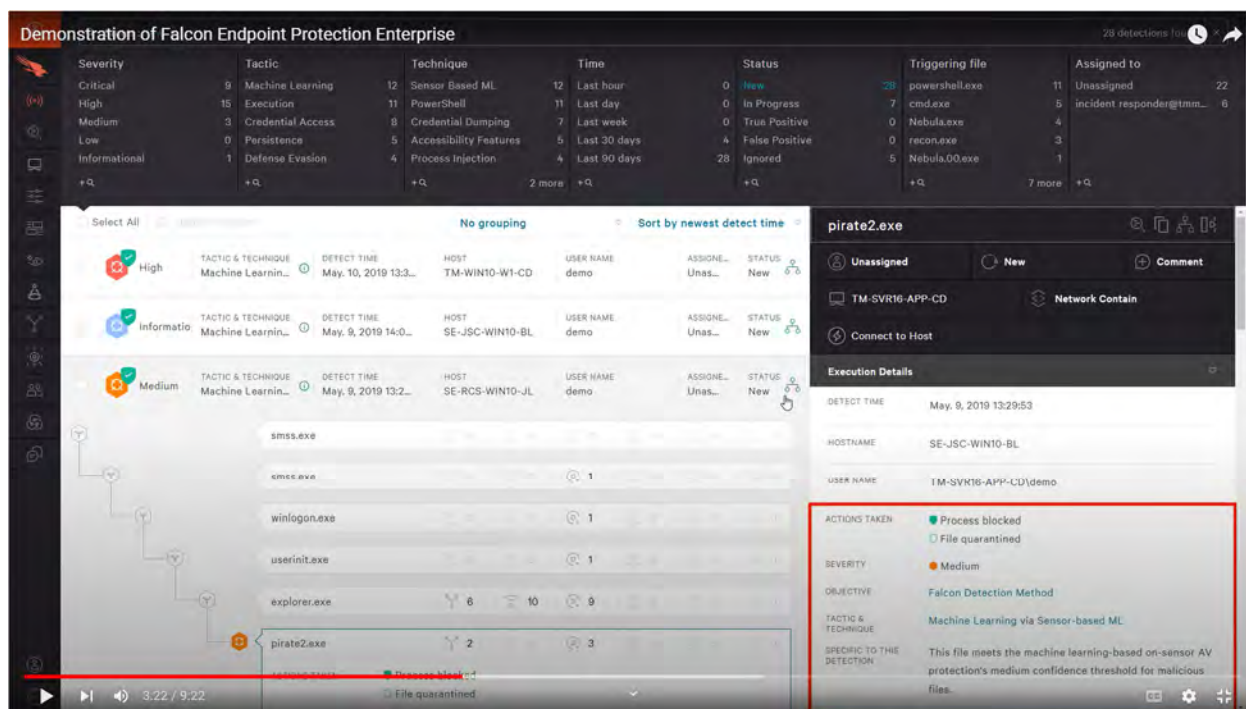 Demonstration of Falcon Endpoint Protection Enterprise
28 detections
Severity
Critical 9
High 15
Medium 3
Low 0
Informational 1
Tactic
Machine Learning 12
Execution 11
Credential Access 8
Persistence 5
Defense Evasion 4
Technique
Sensor Based ML 12
PowerShell 11
Credential Dumping 7
Accessibility Features 5
Process Injection 4
2 more
Time
Last hour 0
Last day 0
Last week 0
Last 30 days 4
Last 90 days 28
Status
New 28
In Progress 7
True Positive 0
False Positive 0
Ignored 5
Triggering file
powershell.exe 11
cmd.exe 5
Nebula.exe 4
recon.exe 3
Nebula.00.exe 1
7 more
Assigned to
Unassigned 22
incident responder@tmm... 6
Select All
No grouping
Sort by newest detect time
High
TACTIC & TECHNIQUE
Machine Learnin...
DETECT TIME
May. 10, 2019 13:3...
HOST
TM-WIN10-W1-CD
USER NAME
demo
ASSIGNE...
Unas...
STATUS
New
Informatio
TACTIC & TECHNIQUE
Machine Learnin...
DETECT TIME
May. 9, 2019 14:0...
HOST
SE-JSC-WIN10-BL
USER NAME
demo
ASSIGNE...
Unas...
STATUS
New
Medium
TACTIC & TECHNIQUE
Machine Learnin...
DETECT TIME
May. 9, 2019 13:2...
HOST
SE-RCS-WIN10-JL
USER NAME
demo
ASSIGNE...
Unas...
STATUS
New
smss.exe
smss.exe 1
winlogon.exe 1
userinit.exe 1
explorer.exe 6 10 9
pirate2.exe 2 3
ACTIONS TAKEN Process blocked
File quarantined
pirate2.exe
Unassigned
New
Comment
TM-SVR16-APP-CD
Network Contain
Connect to Host
Execution Details
DETECT TIME May. 9, 2019 13:29:53
HOSTNAME SE-JSC-WIN10-BL
USER NAME TM-SVR16-APP-CD\demo
ACTIONS TAKEN Process blocked
File quarantined
SEVERITY Medium
OBJECTIVE Falcon Detection Method
TACTIC & TECHNIQUE Machine Learning via Sensor-based ML
SPECIFIC TO THIS DETECTION This file meets the machine learning-based on-sensor AV
protection's medium confidence threshold for malicious
files.
3:22 / 9:22
CC